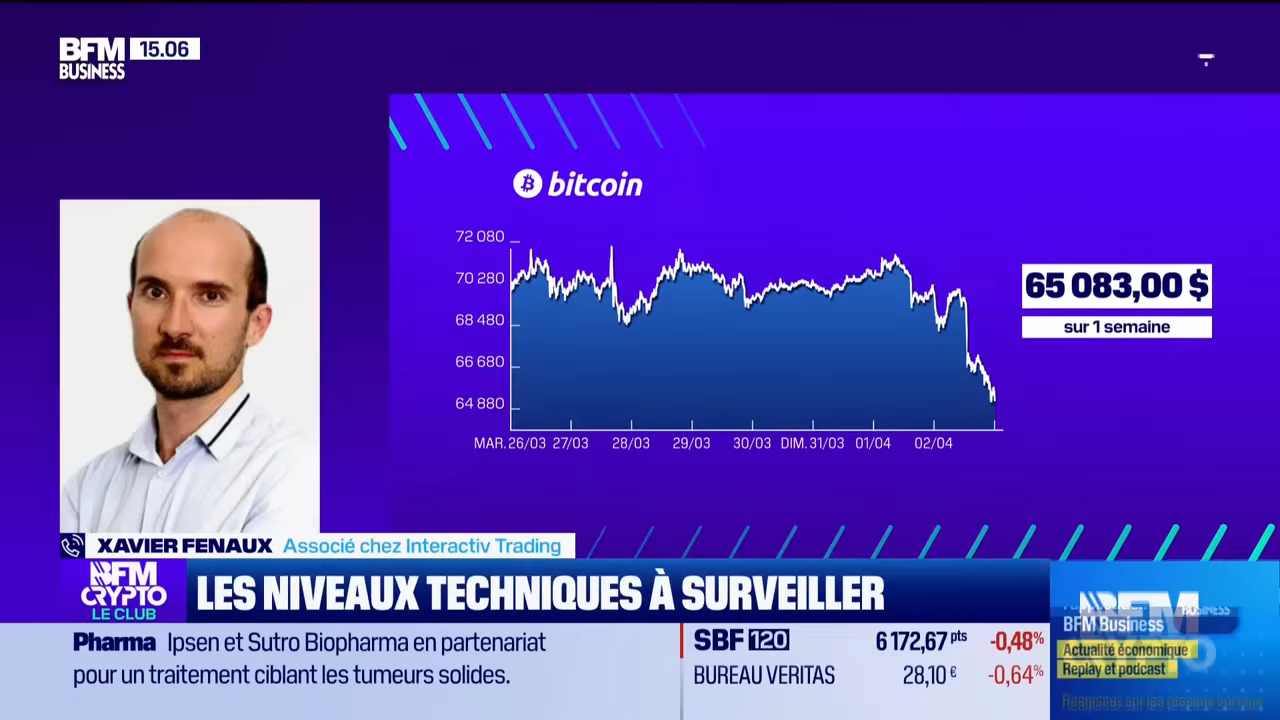 BFM
BUSINESS
15.06
bitcoin
72 080
70 280
68 480
66 680
64 880
MAR. 26/03 27/03 28/03 29/03 30/03 DIM. 31/03 01/04 02/04
65 083,00 $
sur 1 semaine
XAVIER FENAUX Associé chez Interactiv Trading
BFM
CRYPTO
LE CLUB
LES NIVEAUX TECHNIQUES À SURVEILLER
Pharma Ipsen et Sutro Biopharma en partenariat
pour un traitement ciblant les tumeurs solides.
SBF 120 6 172,67 pts -0,48%
BUREAU VERITAS 28,10 € -0,64%
BFM BUSINESS
BFM Business
Actualité économique
Replay et podcast